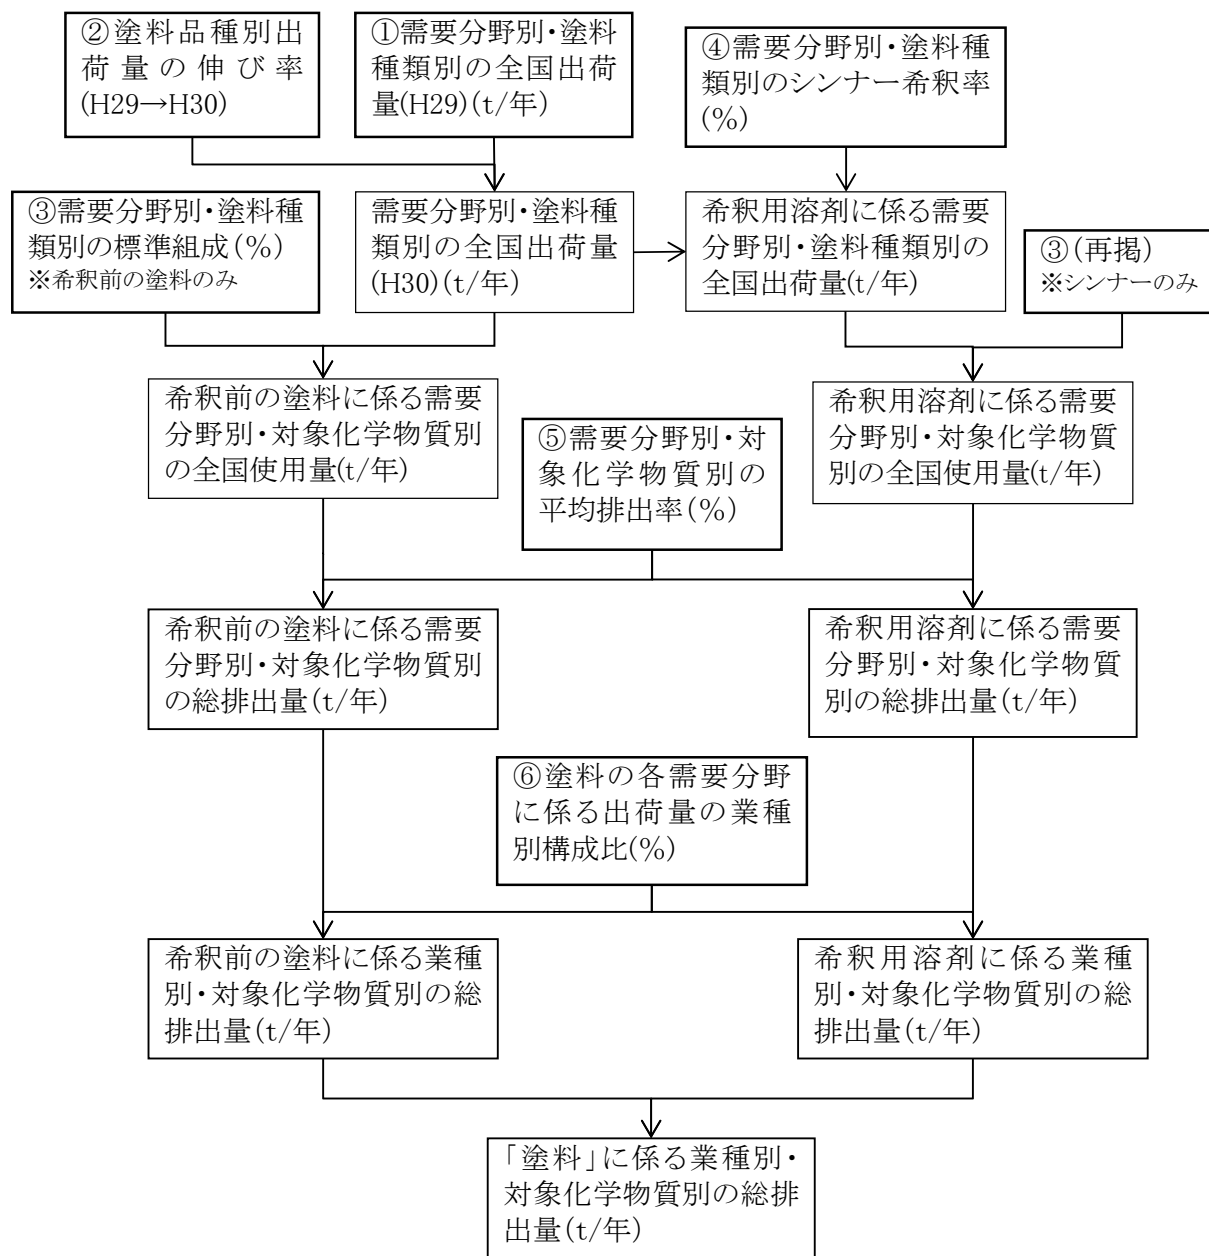 ②塗料品種別出
荷量の伸び率
(H29→H30)
①需要分野別・塗料
種類別の全国出荷
量(H29)(t/年)
④需要分野別・塗料種
類別のシンナー希釈率
(%)
③需要分野別・塗料種
類別の標準組成(%)
※希釈前の塗料のみ
需要分野別・塗料種
類別の全国出荷量
(H30)(t/年)
希釈用溶剤に係る需要
分野別・塗料種類別の
全国出荷量(t/年)
③(再掲)
※シンナーのみ
希釈前の塗料に係る需要
分野別・対象化学物質別
の全国使用量(t/年)
⑤需要分野別・対
象化学物質別の
平均排出率(%)
希釈用溶剤に係る需要
分野別・対象化学物質
別の全国使用量(t/年)
希釈前の塗料に係る需要
分野別・対象化学物質別
の総排出量(t/年)
希釈用溶剤に係る需要
分野別・対象化学物質
別の総排出量(t/年)
⑥塗料の各需要分野
に係る出荷量の業種
別構成比(%)
希釈前の塗料に係る業種
別・対象化学物質別の総
排出量(t/年)
希釈用溶剤に係る業種
別・対象化学物質別の総
排出量(t/年)
「塗料」に係る業種別・
対象化学物質別の総排
出量(t/年)